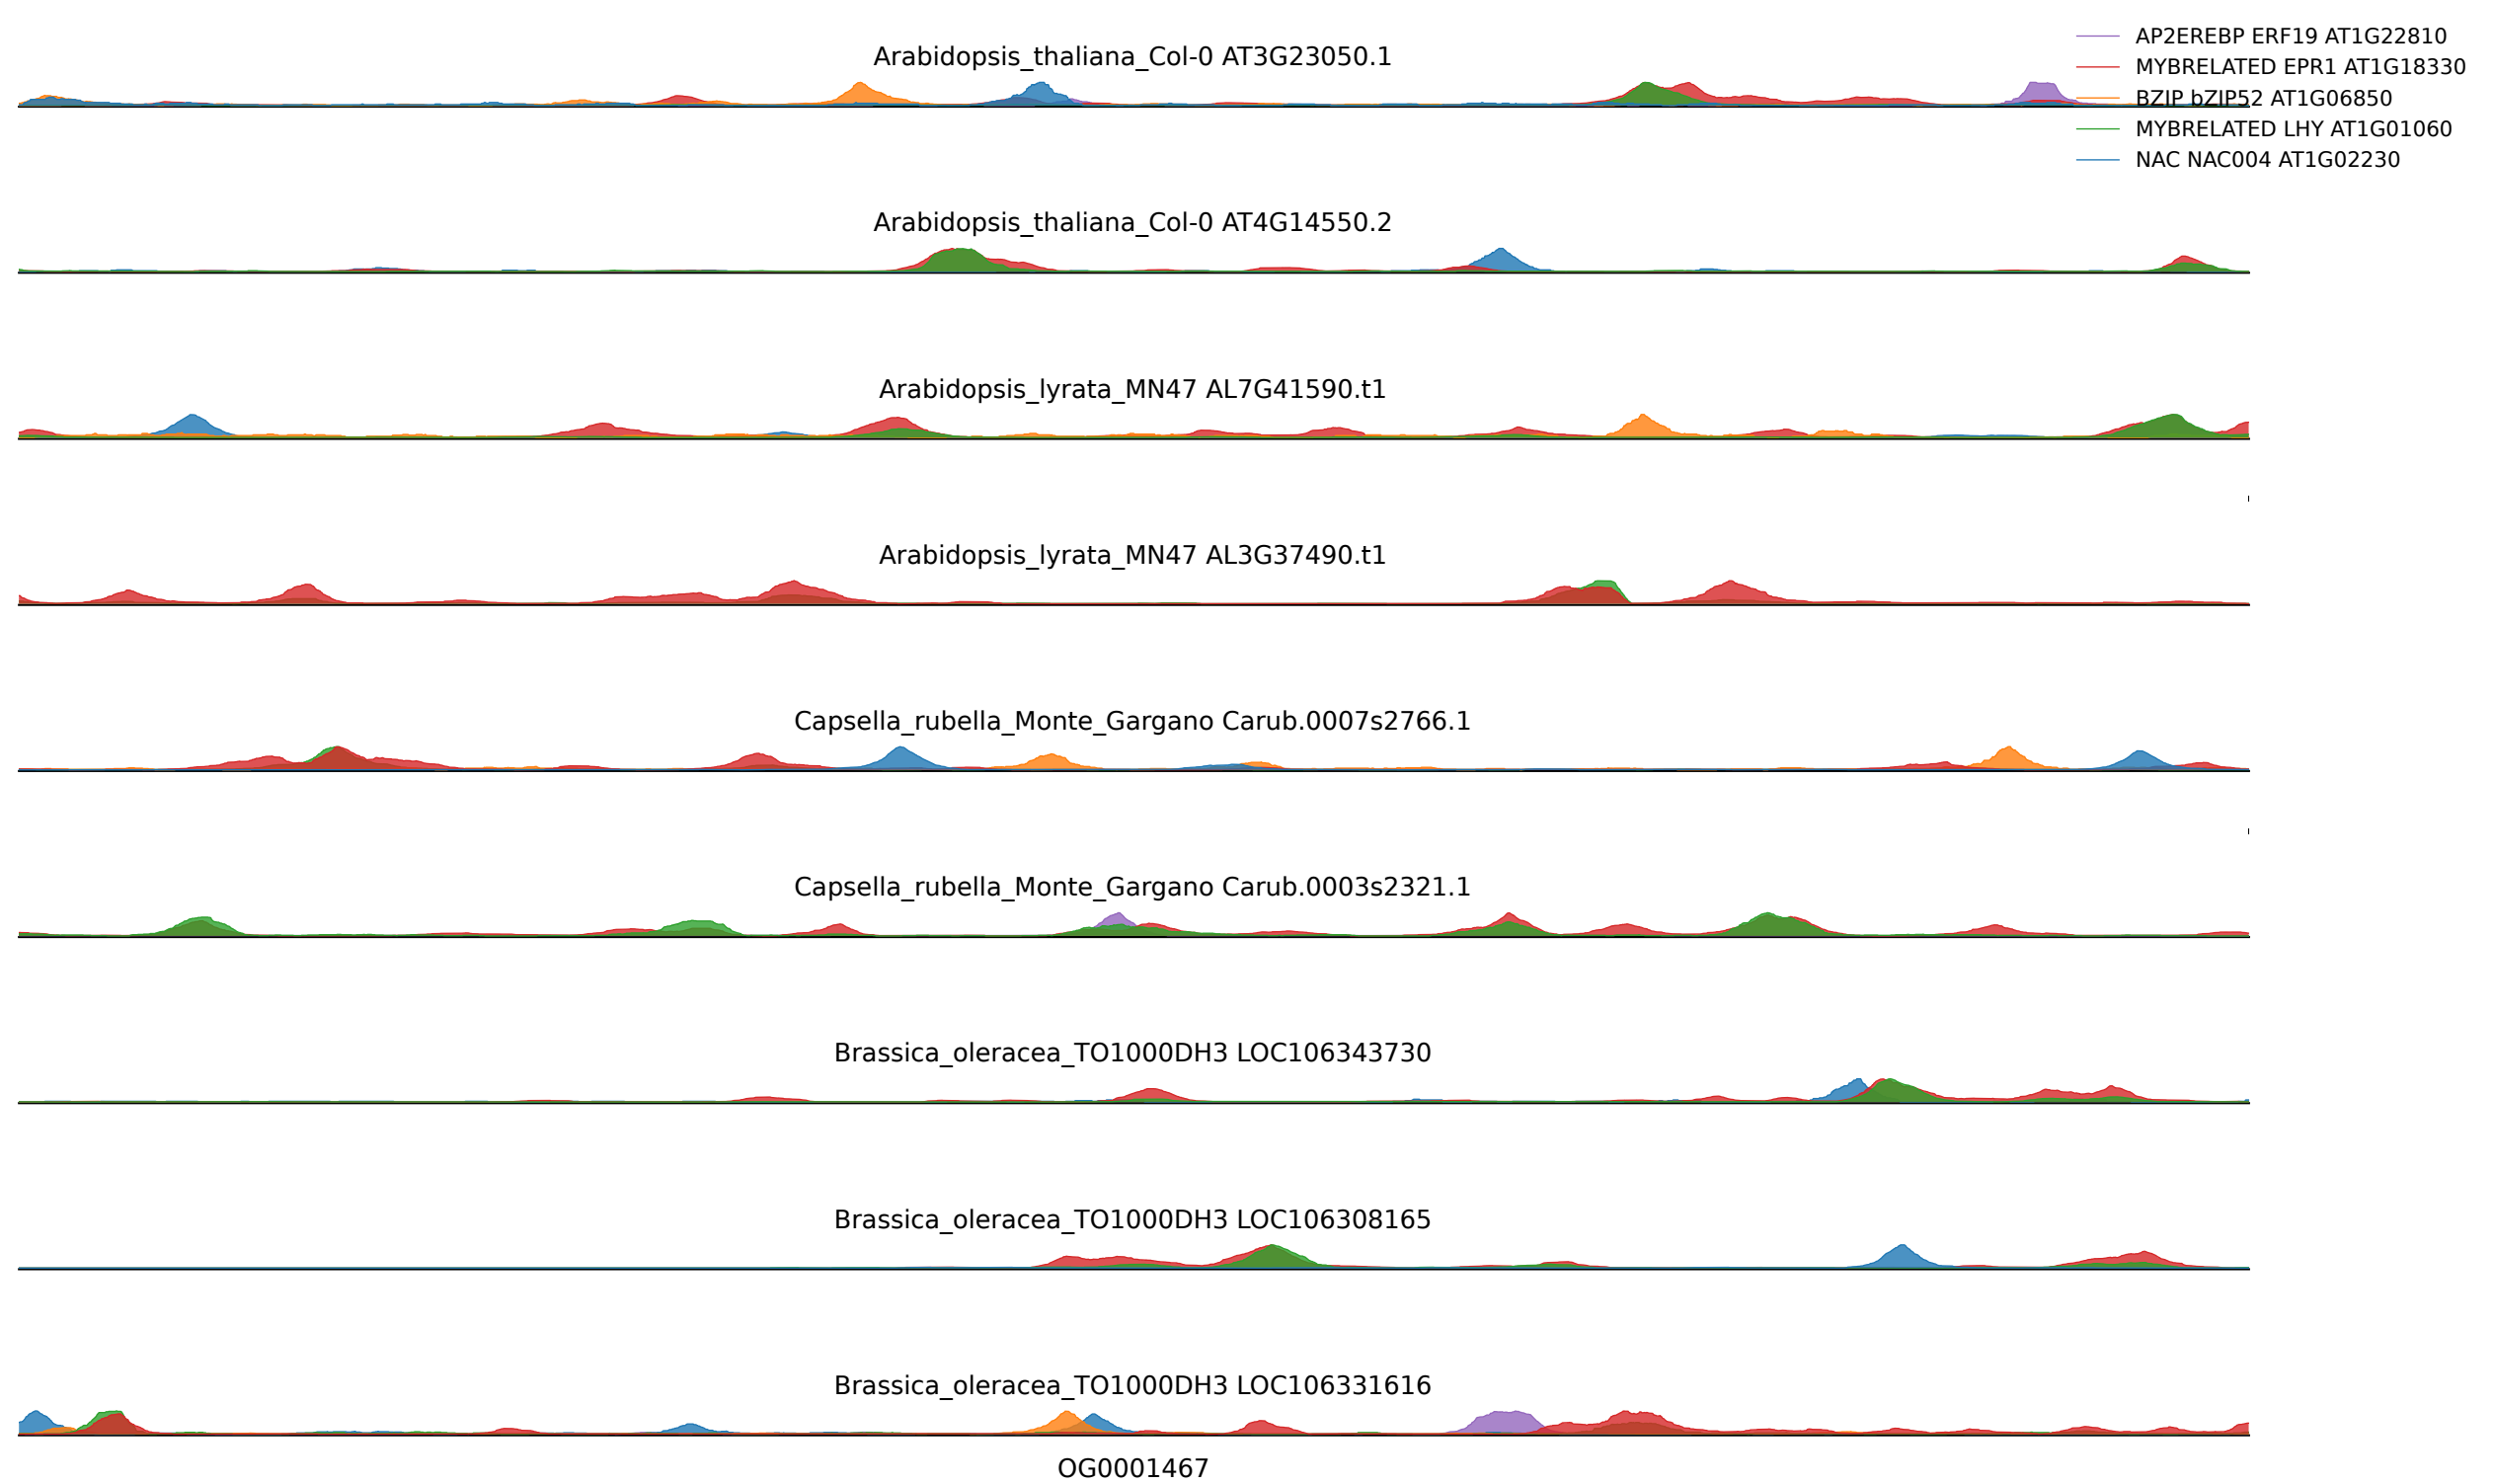 AP2EREBP ERF19 AT1G22810
Arabidopsis_thaliana_Col-0 AT3G23050.1
MYBRELATED EPR1 AT1G18330
BZIP bZIP52 AT1G06850
MYBRELATED LHY AT1G01060
NAC NAC004 AT1G02230
Arabidopsis_thaliana_Col-0 AT4G14550.2
Arabidopsis_lyrata_MN47 AL7G41590.t1
Arabidopsis_lyrata_MN47 AL3G37490.t1
Capsella_rubella_Monte_Gargano Carub.0007s2766.1
Capsella_rubella_Monte_Gargano Carub.0003s2321.1
Brassica_oleracea_TO1000DH3 LOC106343730
Brassica_oleracea_TO1000DH3 LOC106308165
Brassica_oleracea_TO1000DH3 LOC106331616
OG0001467